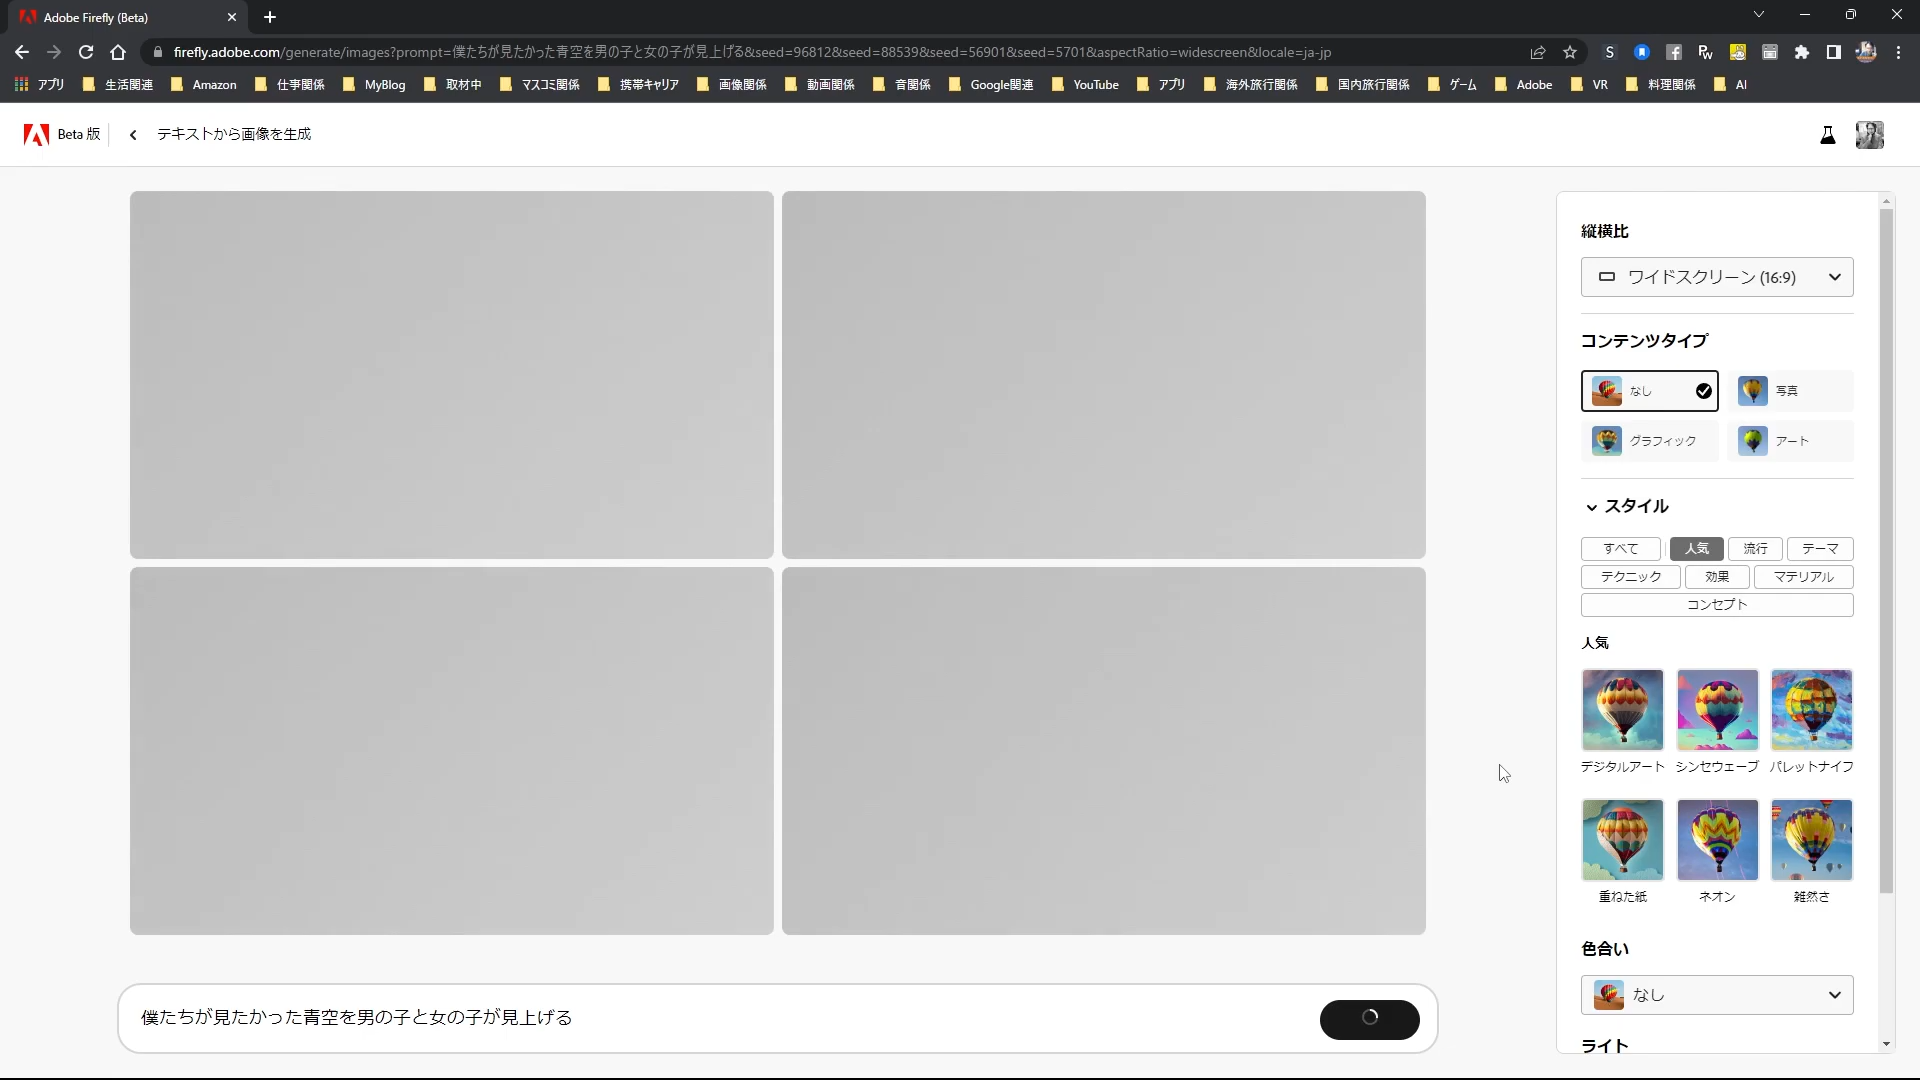 Adobe Firefly (Beta)
firefly.adobe.com/generate/images?prompt=僕たちが見たかった青空を男の子と女の子が見上げる&seed=96812&seed=88539&seed=56901&seed=5701&aspectRatio=widescreen&locale=ja-jp
アプリ 生活関連 Amazon 仕事関係 MyBlog 取材中 マスコミ関係 携帯キャリア 画像関係 動画関係 音関係 Google関連 YouTube アプリ 海外旅行関係 国内旅行関係 ゲーム Adobe VR 料理関係 AI
Beta 版 テキストから画像を生成
縦横比
ワイドスクリーン (16:9)
コンテンツタイプ
なし 写真
グラフィック アート
スタイル
すべて 人気 流行 テーマ
テクニック 効果 マテリアル
コンセプト
人気
デジタルアート シンセウェーブ パレットナイフ
重ねた紙 ネオン 雑然さ
色合い
なし
ライト
僕たちが見たかった青空を男の子と女の子が見上げる